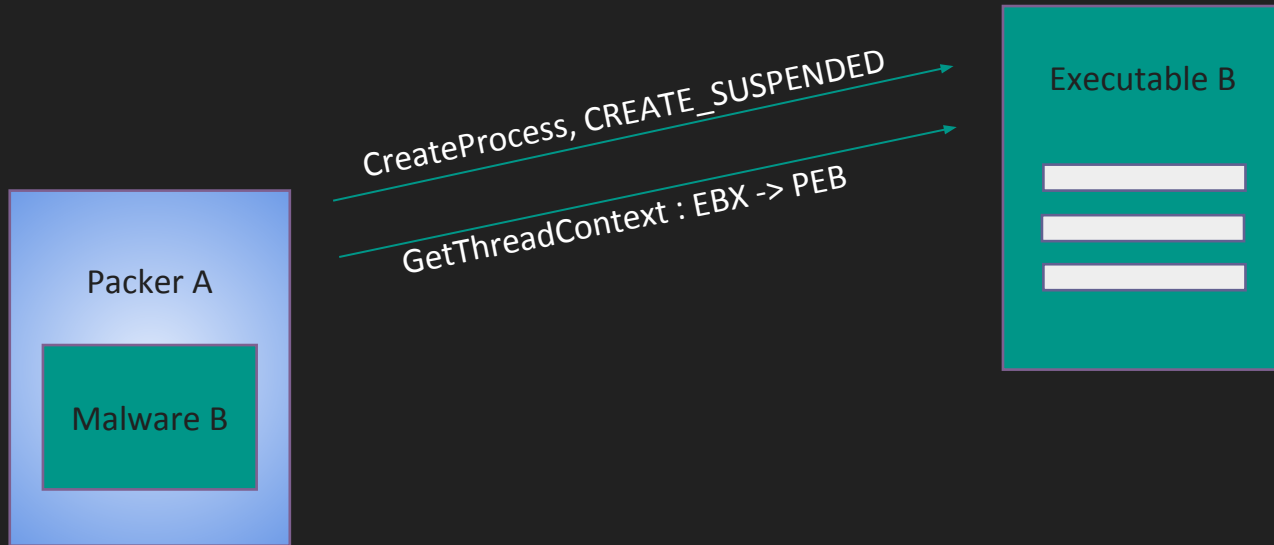 CreateProcess, CREATE_SUSPENDED
GetThreadContext : EBX -> PEB
Executable B
Packer A
Malware B